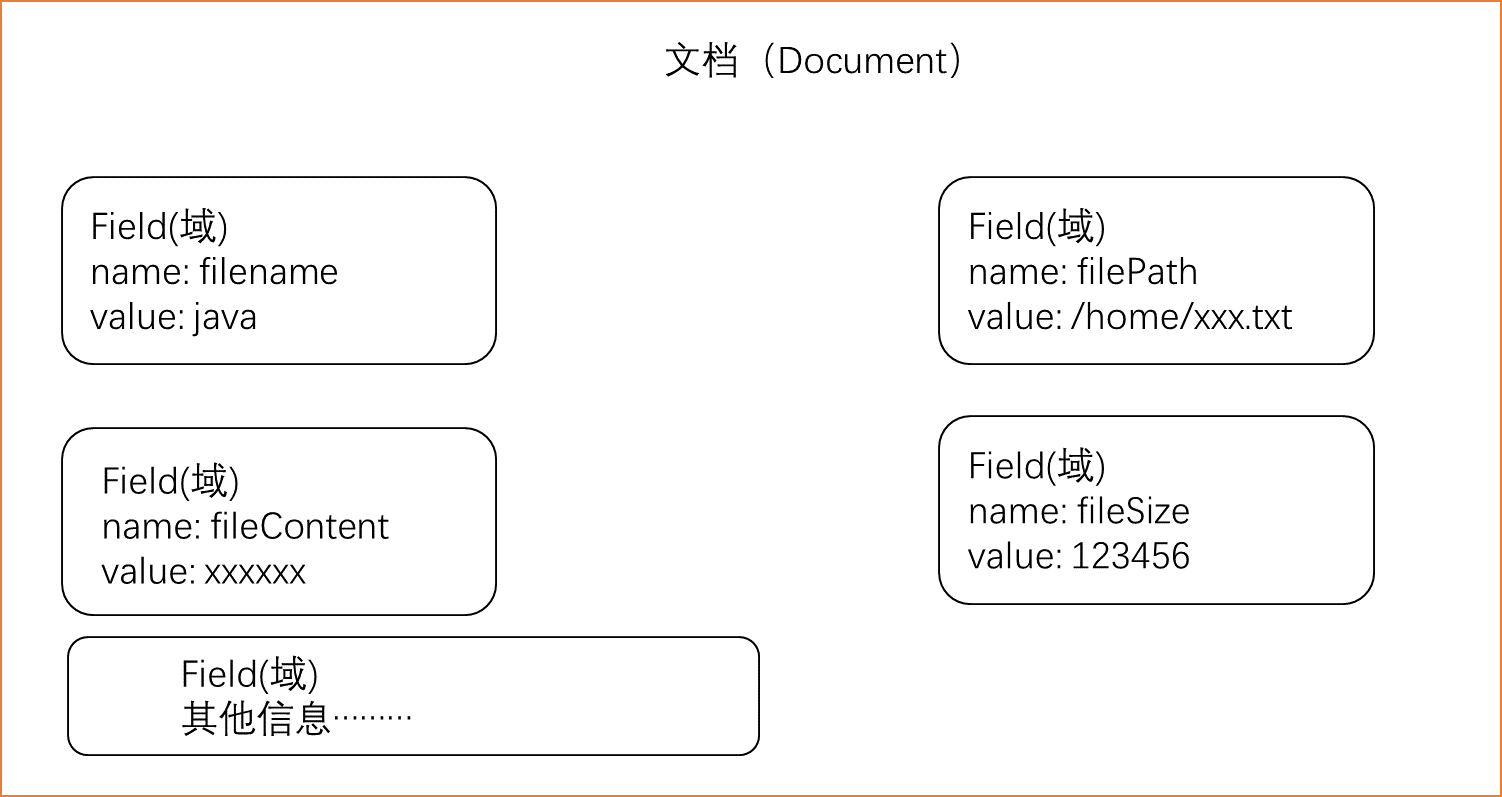 文档（Document）
Field(域)
name: filename
value: java
Field(域)
name: filePath
value: /home/xxx.txt
Field(域)
name: fileContent
value: xxxxxx
Field(域)
name: fileSize
value: 123456
Field(域)
其他信息………